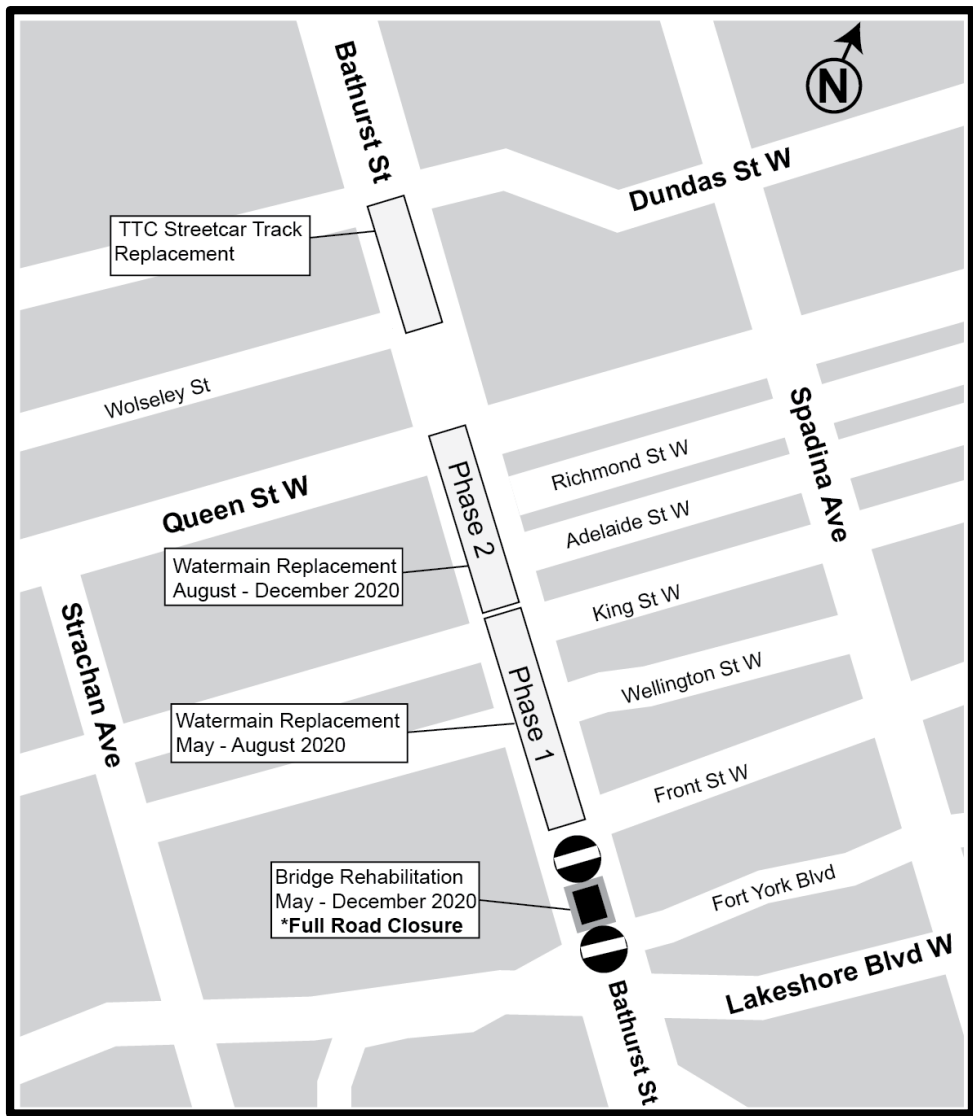 Bathurst St
N
Dundas St W
TTC Streetcar Track
Replacement
Wolseley St
Queen St W
Richmond St W
Spadina Ave
Phase 2
Adelaide St W
Watermain Replacement
August - December 2020
King St W
Strachan Ave
Wellington St W
Phase 1
Watermain Replacement
May - August 2020
Front St W
Bridge Rehabilitation
May - December 2020
*Full Road Closure
Fort York Blvd
Lakeshore Blvd W
Bathurst St